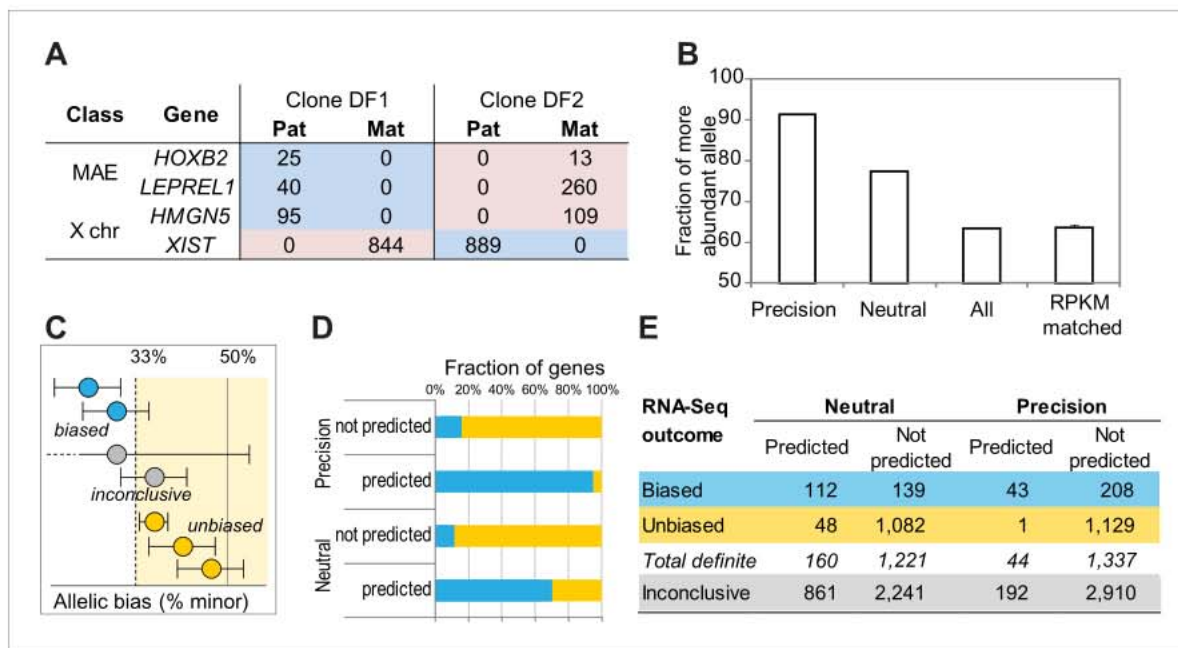 A
Class Gene Clone DF1 Clone DF2
Pat Mat Pat Mat
MAE
HOXB2 25 0 0 13
LEPREL1 40 0 0 260
X chr
HMGN5 95 0 0 109
XIST 0 844 889 0
B
Fraction of more
abundant allele
100
90
80
70
60
50
Precision Neutral All RPKM
matched
C
33% 50%
biased
inconclusive
unbiased
Allelic bias (% minor)
D
Fraction of genes
0% 20% 40% 60% 80% 100%
Precision
not predicted
predicted
Neutral
not predicted
predicted
E
RNA-Seq
outcome
Neutral Precision
Predicted Not
predicted Predicted Not
predicted
Biased 112 139 43 208
Unbiased 48 1,082 1 1,129
Total definite 160 1,221 44 1,337
Inconclusive 861 2,241 192 2,910